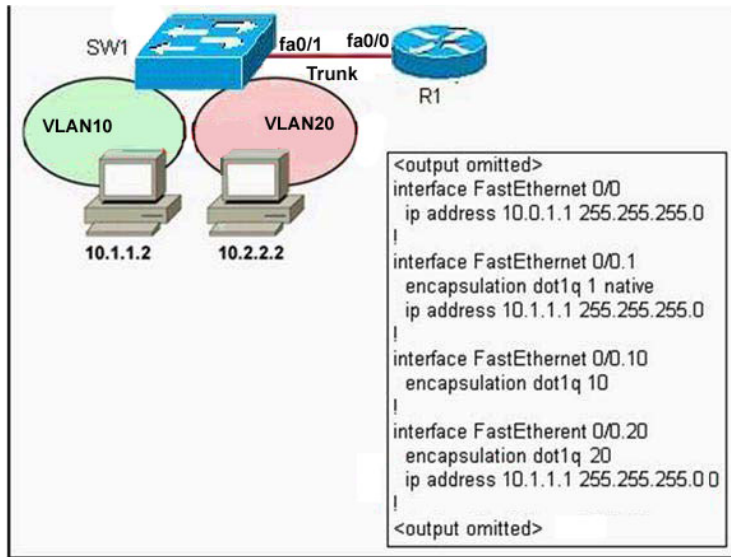 SW1
fa0/1 fa0/0
Trunk
R1
VLAN10 VLAN20
10.1.1.2 10.2.2.2
<output omitted>
interface FastEthernet 0/0
ip address 10.0.1.1 255.255.255.0
!
interface FastEthernet 0/0.1
encapsulation dot1q 1 native
ip address 10.1.1.1 255.255.255.0
!
interface FastEthernet 0/0.10
encapsulation dot1q 10
!
interface FastEtherent 0/0.20
encapsulation dot1q 20
ip address 10.1.1.1 255.255.255.0 0
!
<output omitted>